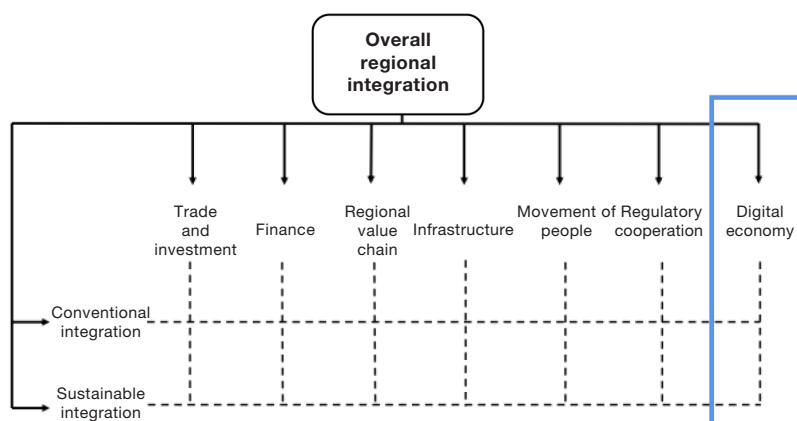 Overall
regional
integration
Trade
and
investment
Finance
Regional
value
chain
Infrastructure
Movement of
people
Regulatory
cooperation
Digital
economy
Conventional
integration
Sustainable
integration